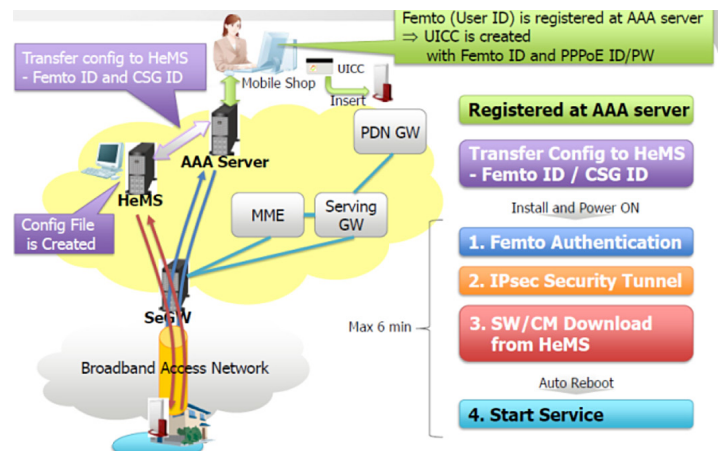 Femto (User ID) is registered at AAA server
⇒ UICC is created
with Femto ID and PPPoE ID/PW
Transfer config to HeMS
- Femto ID and CSG ID
UICC
Mobile Shop
Insert
Registered at AAA server
PDN GW
AAA Server
Transfer Config to HeMS
- Femto ID / CSG ID
HeMS
Install and Power ON
MME
Serving
GW
Config File
is Created
1. Femto Authentication
2. IPsec Security Tunnel
SeGW
3. SW/CM Download
from HeMS
Max 6 min
Broadband Access Network
Auto Reboot
4. Start Service